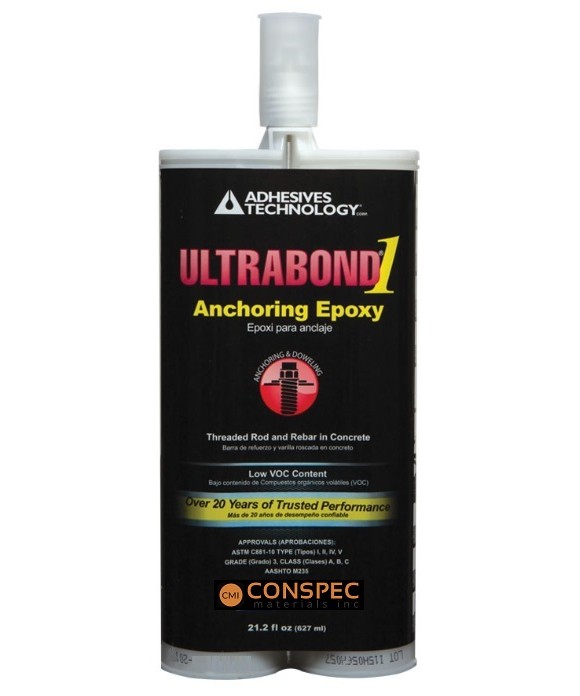 ADHESIVES
TECHNOLOGY CORP.
ULTRABOND® 1
Anchoring Epoxy
Epoxi para anclaje
ANCHORING & DOWELING
Threaded Rod and Rebar in Concrete
Barra de refuerzo y varilla roscada en concreto
Low VOC Content
Bajo contenido de Compuestos orgánicos volátiles (VOC)
Over 20 Years of Trusted Performance
Más de 20 años de desempeño confiable
APPROVALS (APROBACIONES):
ASTM C881-10 TYPE (Tipos) I, II, IV, V
GRADE (Grado) 3, CLASS (Clases) A, B, C
AASHTO M235
CMI CONSPEC
materials inc
21.2 fl oz (627 ml)